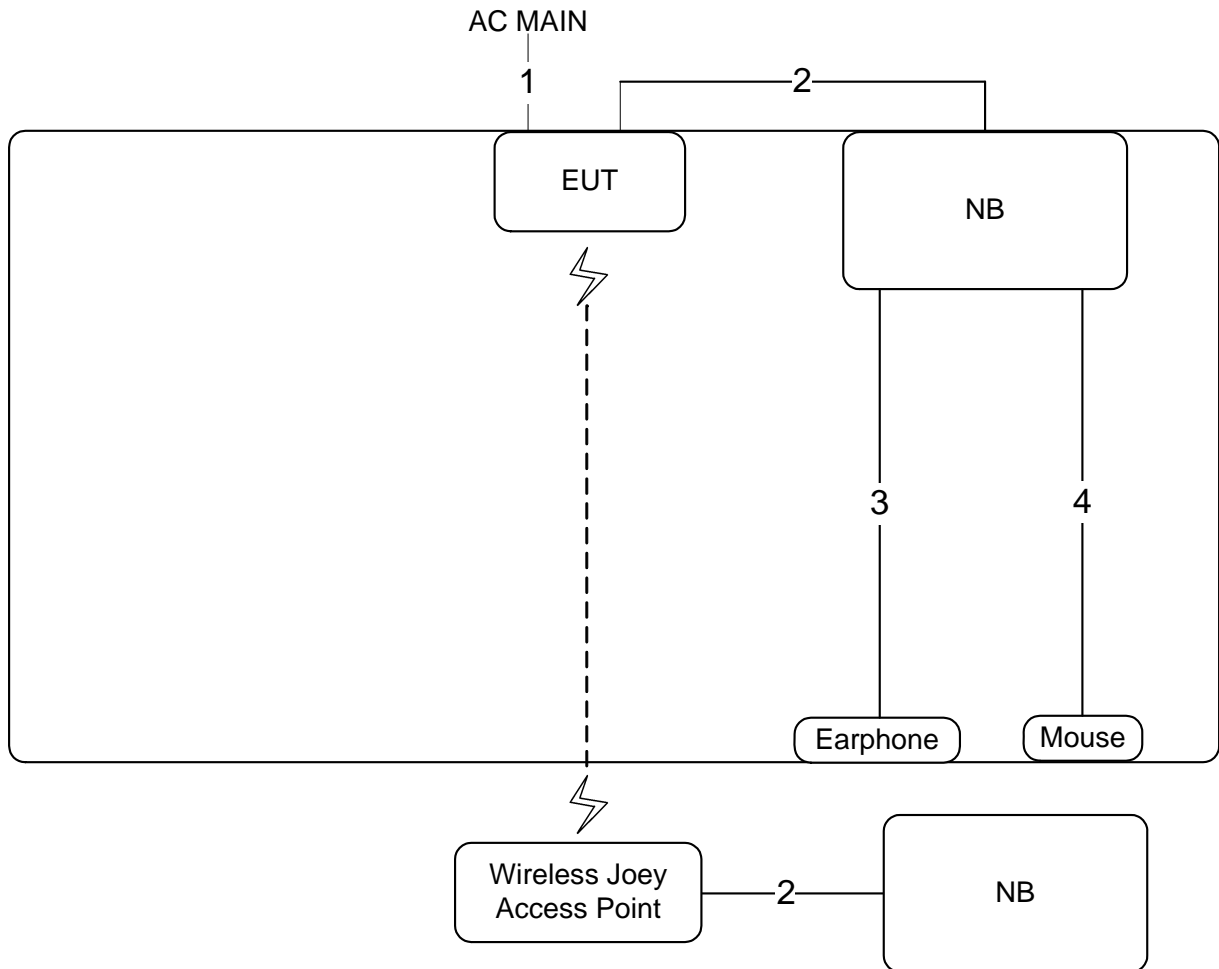 AC MAIN
1
2
EUT
NB
3
4
Earphone
Mouse
Wireless Joey
Access Point
2
NB